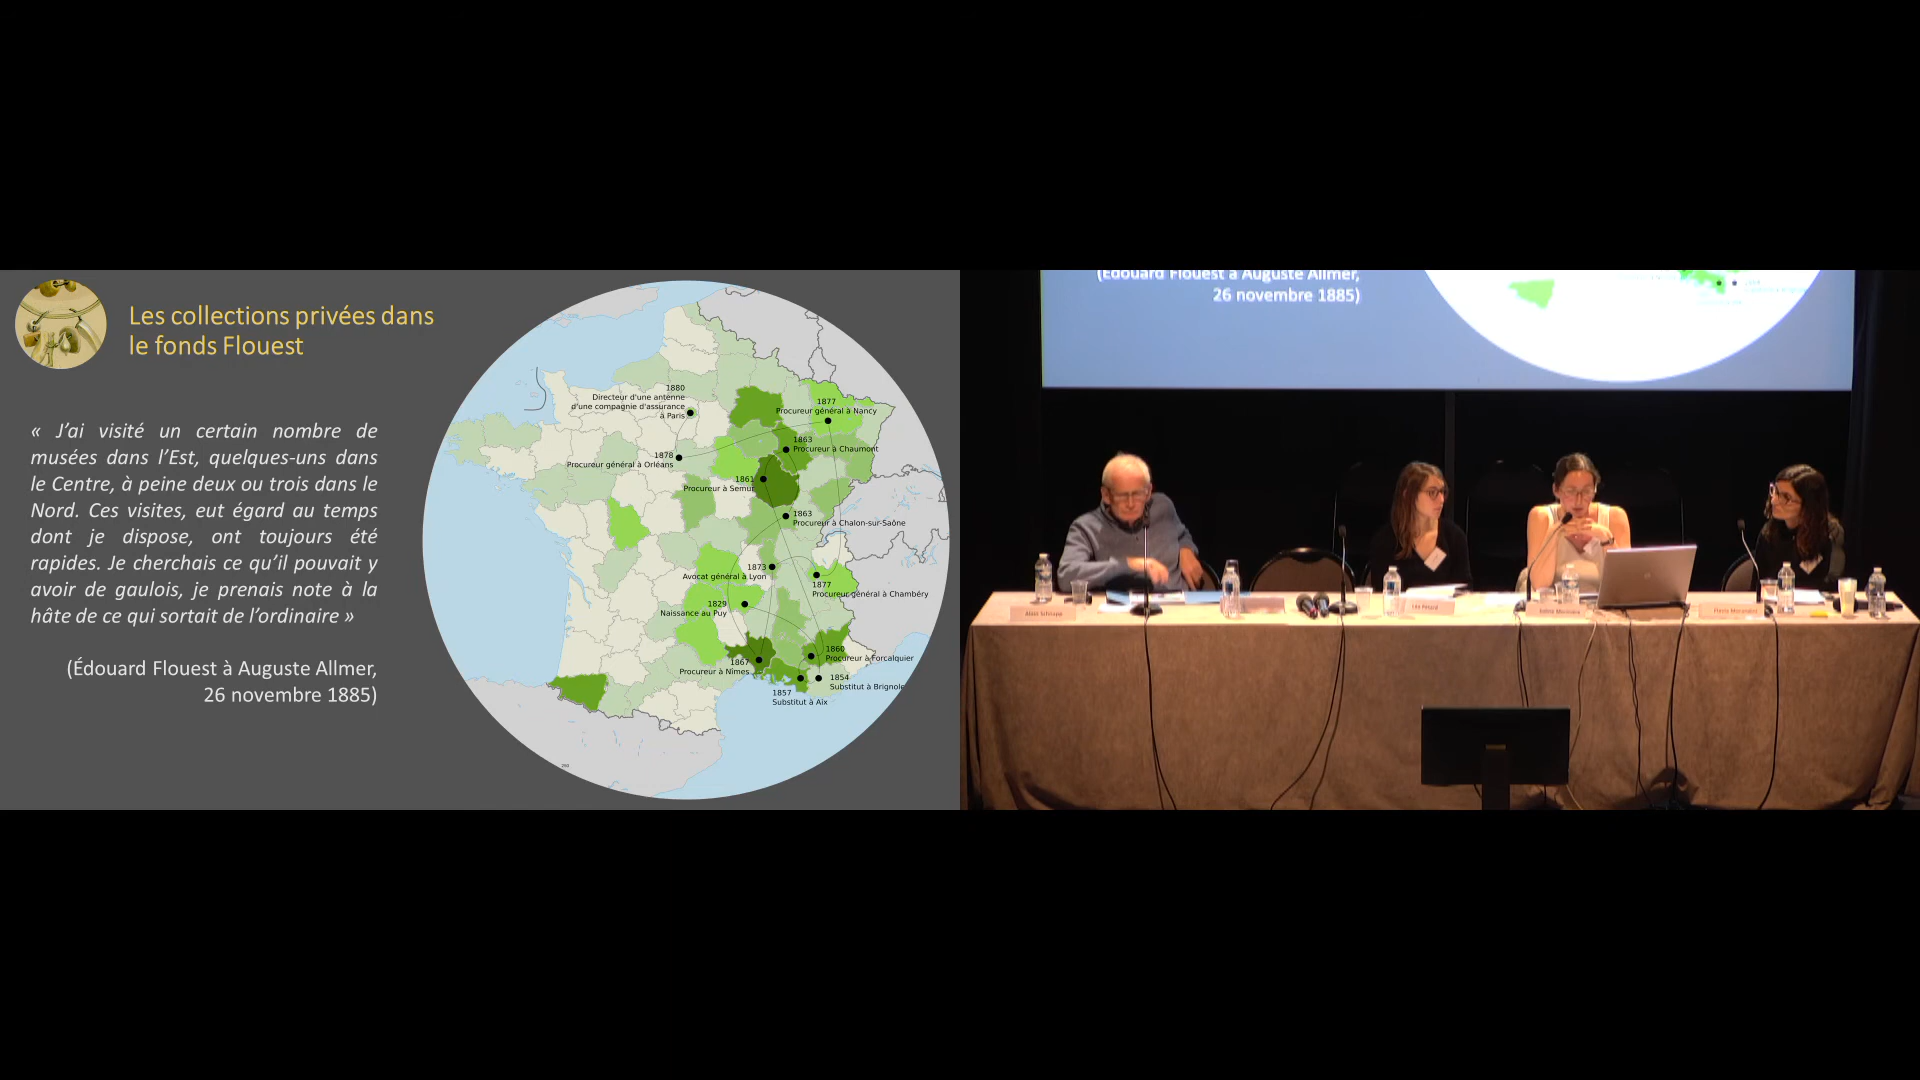 Les collections privées dans
le fonds Flouest
« J’ai visité un certain nombre de
musées dans l’Est, quelques-uns dans
le Centre, à peine deux ou trois dans le
Nord. Ces visites, eut égard au temps
dont je dispose, ont toujours été
rapides. Je cherchais ce qu’il pouvait y
avoir de gaulois, je prenais note à la
hâte de ce qui sortait de l’ordinaire »
(Édouard Flouest à Auguste Allmer,
26 novembre 1885)
1880
Directeur d'une antenne
d'une compagnie d'assurance
à Paris
1877
Procureur général à Nancy
1863
Procureur à Chaumont
1878
Procureur général à Orléans
1861
Procureur à Semur
1863
Procureur à Chalon-sur-Saône
1873
Avocat général à Lyon
1877
Procureur général à Chambéry
1829
Naissance au Puy
1860
Procureur à Forcalquier
1867
Procureur à Nîmes
1854
Substitut à Brignole
1857
Substitut à Aix
(Édouard Flouest à Auguste Allmer,
26 novembre 1885)
Alain Schnapp